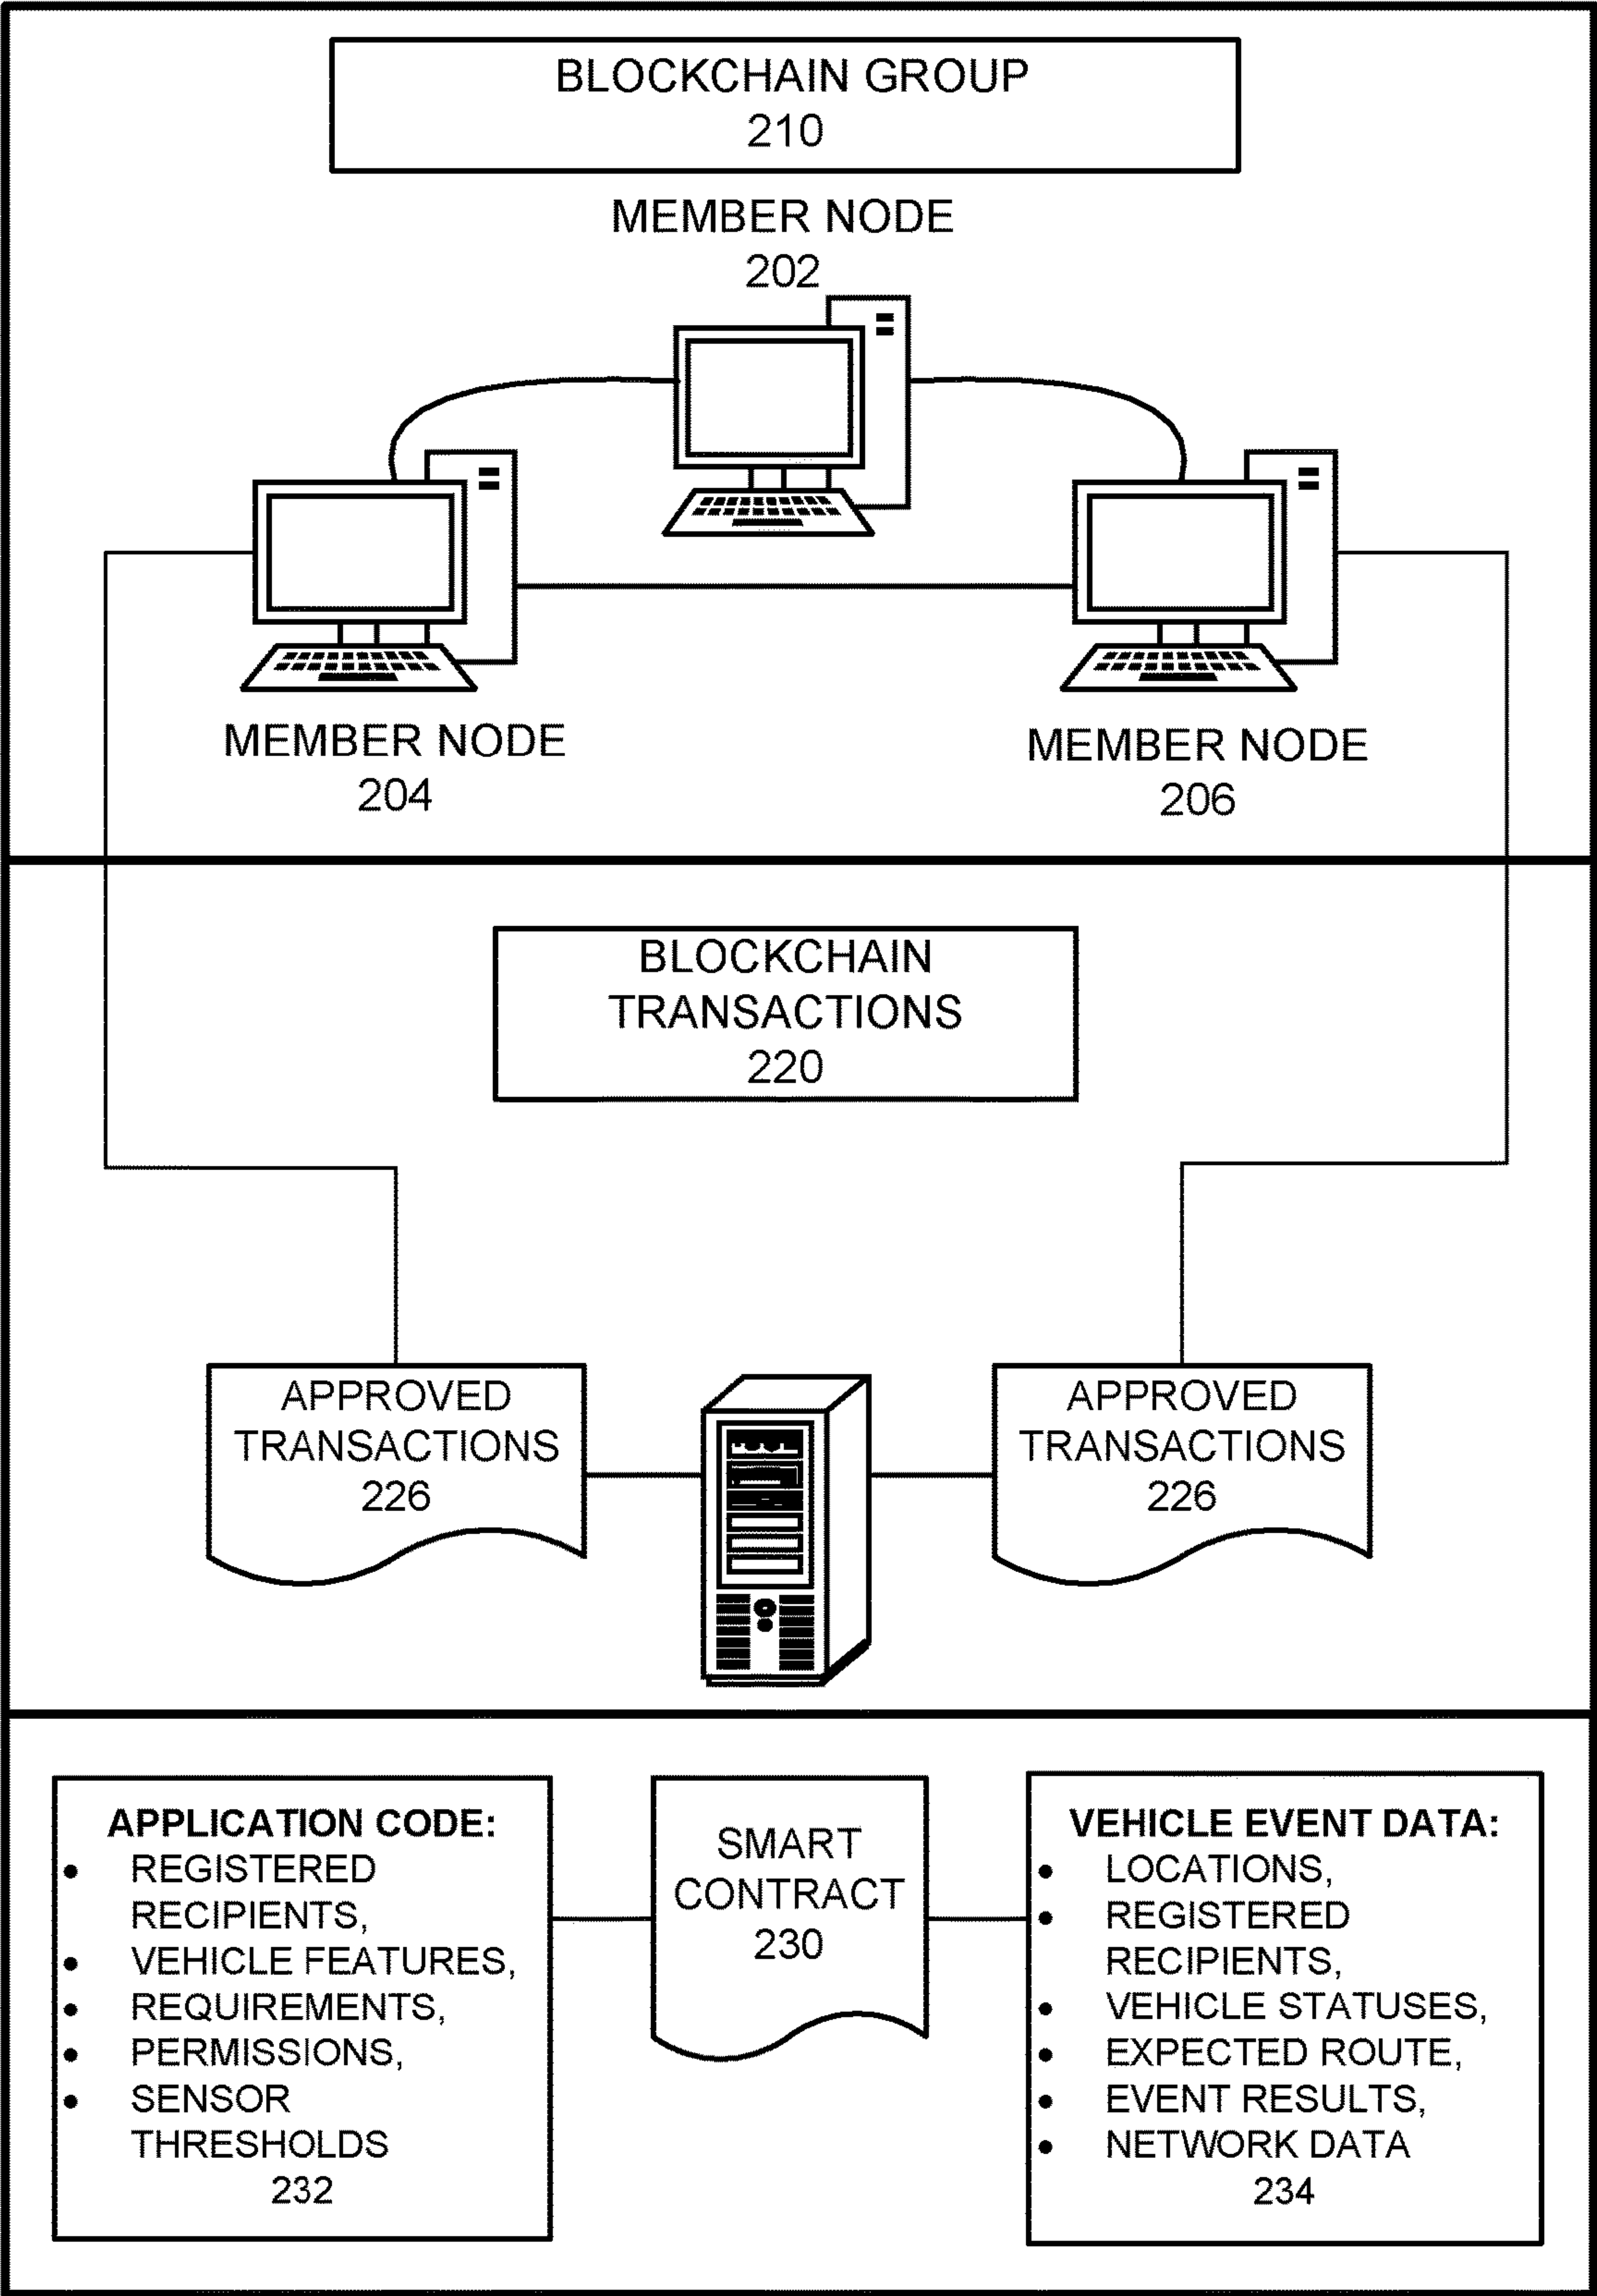 BLOCKCHAIN GROUP
210
MEMBER NODE
202
MEMBER NODE
204
MEMBER NODE
206
BLOCKCHAIN
TRANSACTIONS
220
APPROVED
TRANSACTIONS
226
APPROVED
TRANSACTIONS
226
APPLICATION CODE:
• REGISTERED
RECIPIENTS,
• VEHICLE FEATURES,
• REQUIREMENTS,
• PERMISSIONS,
• SENSOR
THRESHOLDS
232
SMART
CONTRACT
230
VEHICLE EVENT DATA:
• LOCATIONS,
• REGISTERED
RECIPIENTS,
• VEHICLE STATUSES,
• EXPECTED ROUTE,
• EVENT RESULTS,
• NETWORK DATA
234